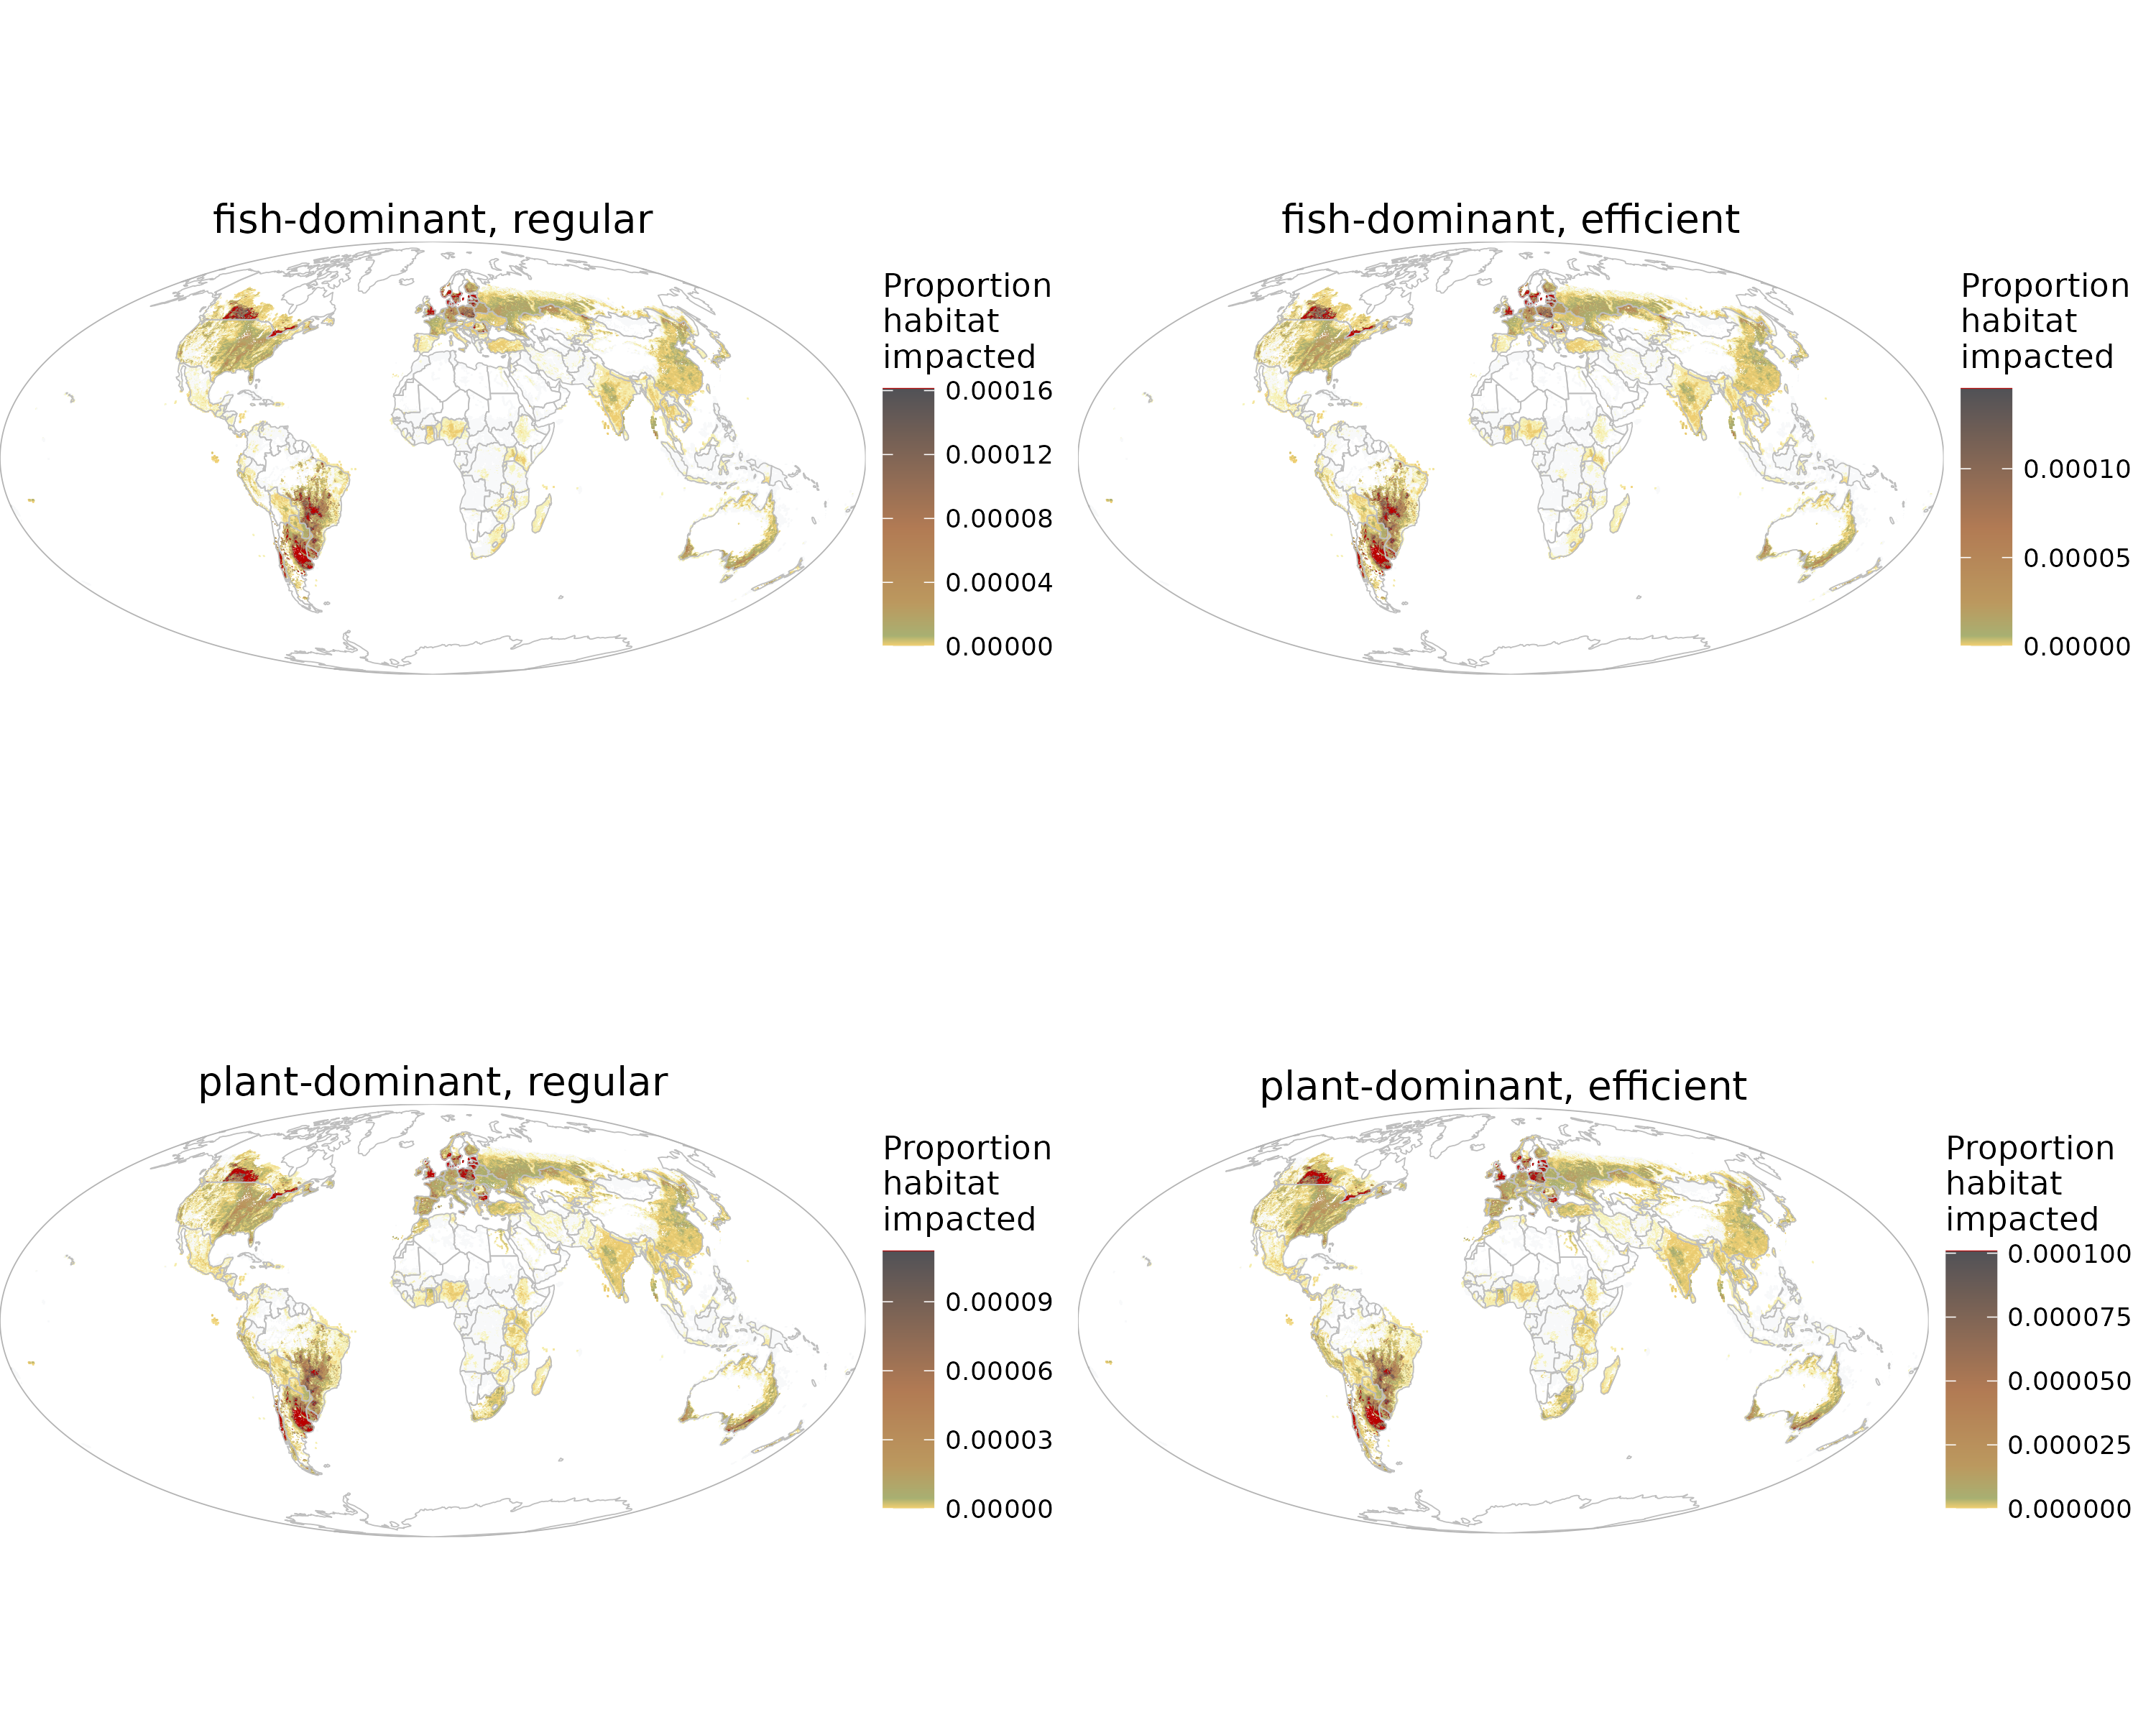 fish-dominant, regular
Proportion
habitat
impacted
0.00016
0.00012
0.00008
0.00004
0.00000
fish-dominant, efficient
Proportion
habitat
impacted
0.00010
0.00005
0.00000
plant-dominant, regular
Proportion
habitat
impacted
0.00009
0.00006
0.00003
0.00000
plant-dominant, efficient
Proportion
habitat
impacted
0.000100
0.000075
0.000050
0.000025
0.000000